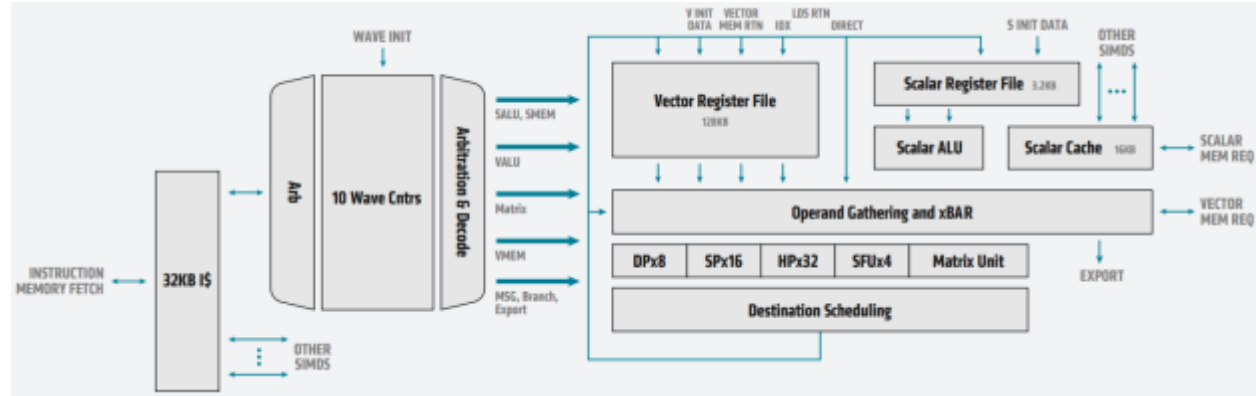 WAVE INIT
V INIT
DATA
VECTOR
MEM RTN
LDS RTN
IDX
DIRECT
S INIT DATA
OTHER
SIMDS
Arb
10 Wave Cntrs
Arbitration & Decode
SALU, SMEM
VALU
Matrix
VMEM
MSG, Branch,
Export
Vector Register File
128KB
Scalar Register File 3.2KB
Scalar ALU
Scalar Cache 16KB
SCALAR
MEM REQ
Operand Gathering and xBAR
VECTOR
MEM REQ
DPx8
SPx16
HPx32
SFUx4
Matrix Unit
EXPORT
Destination Scheduling
INSTRUCTION
MEMORY FETCH
32KB I$
OTHER
SIMDS